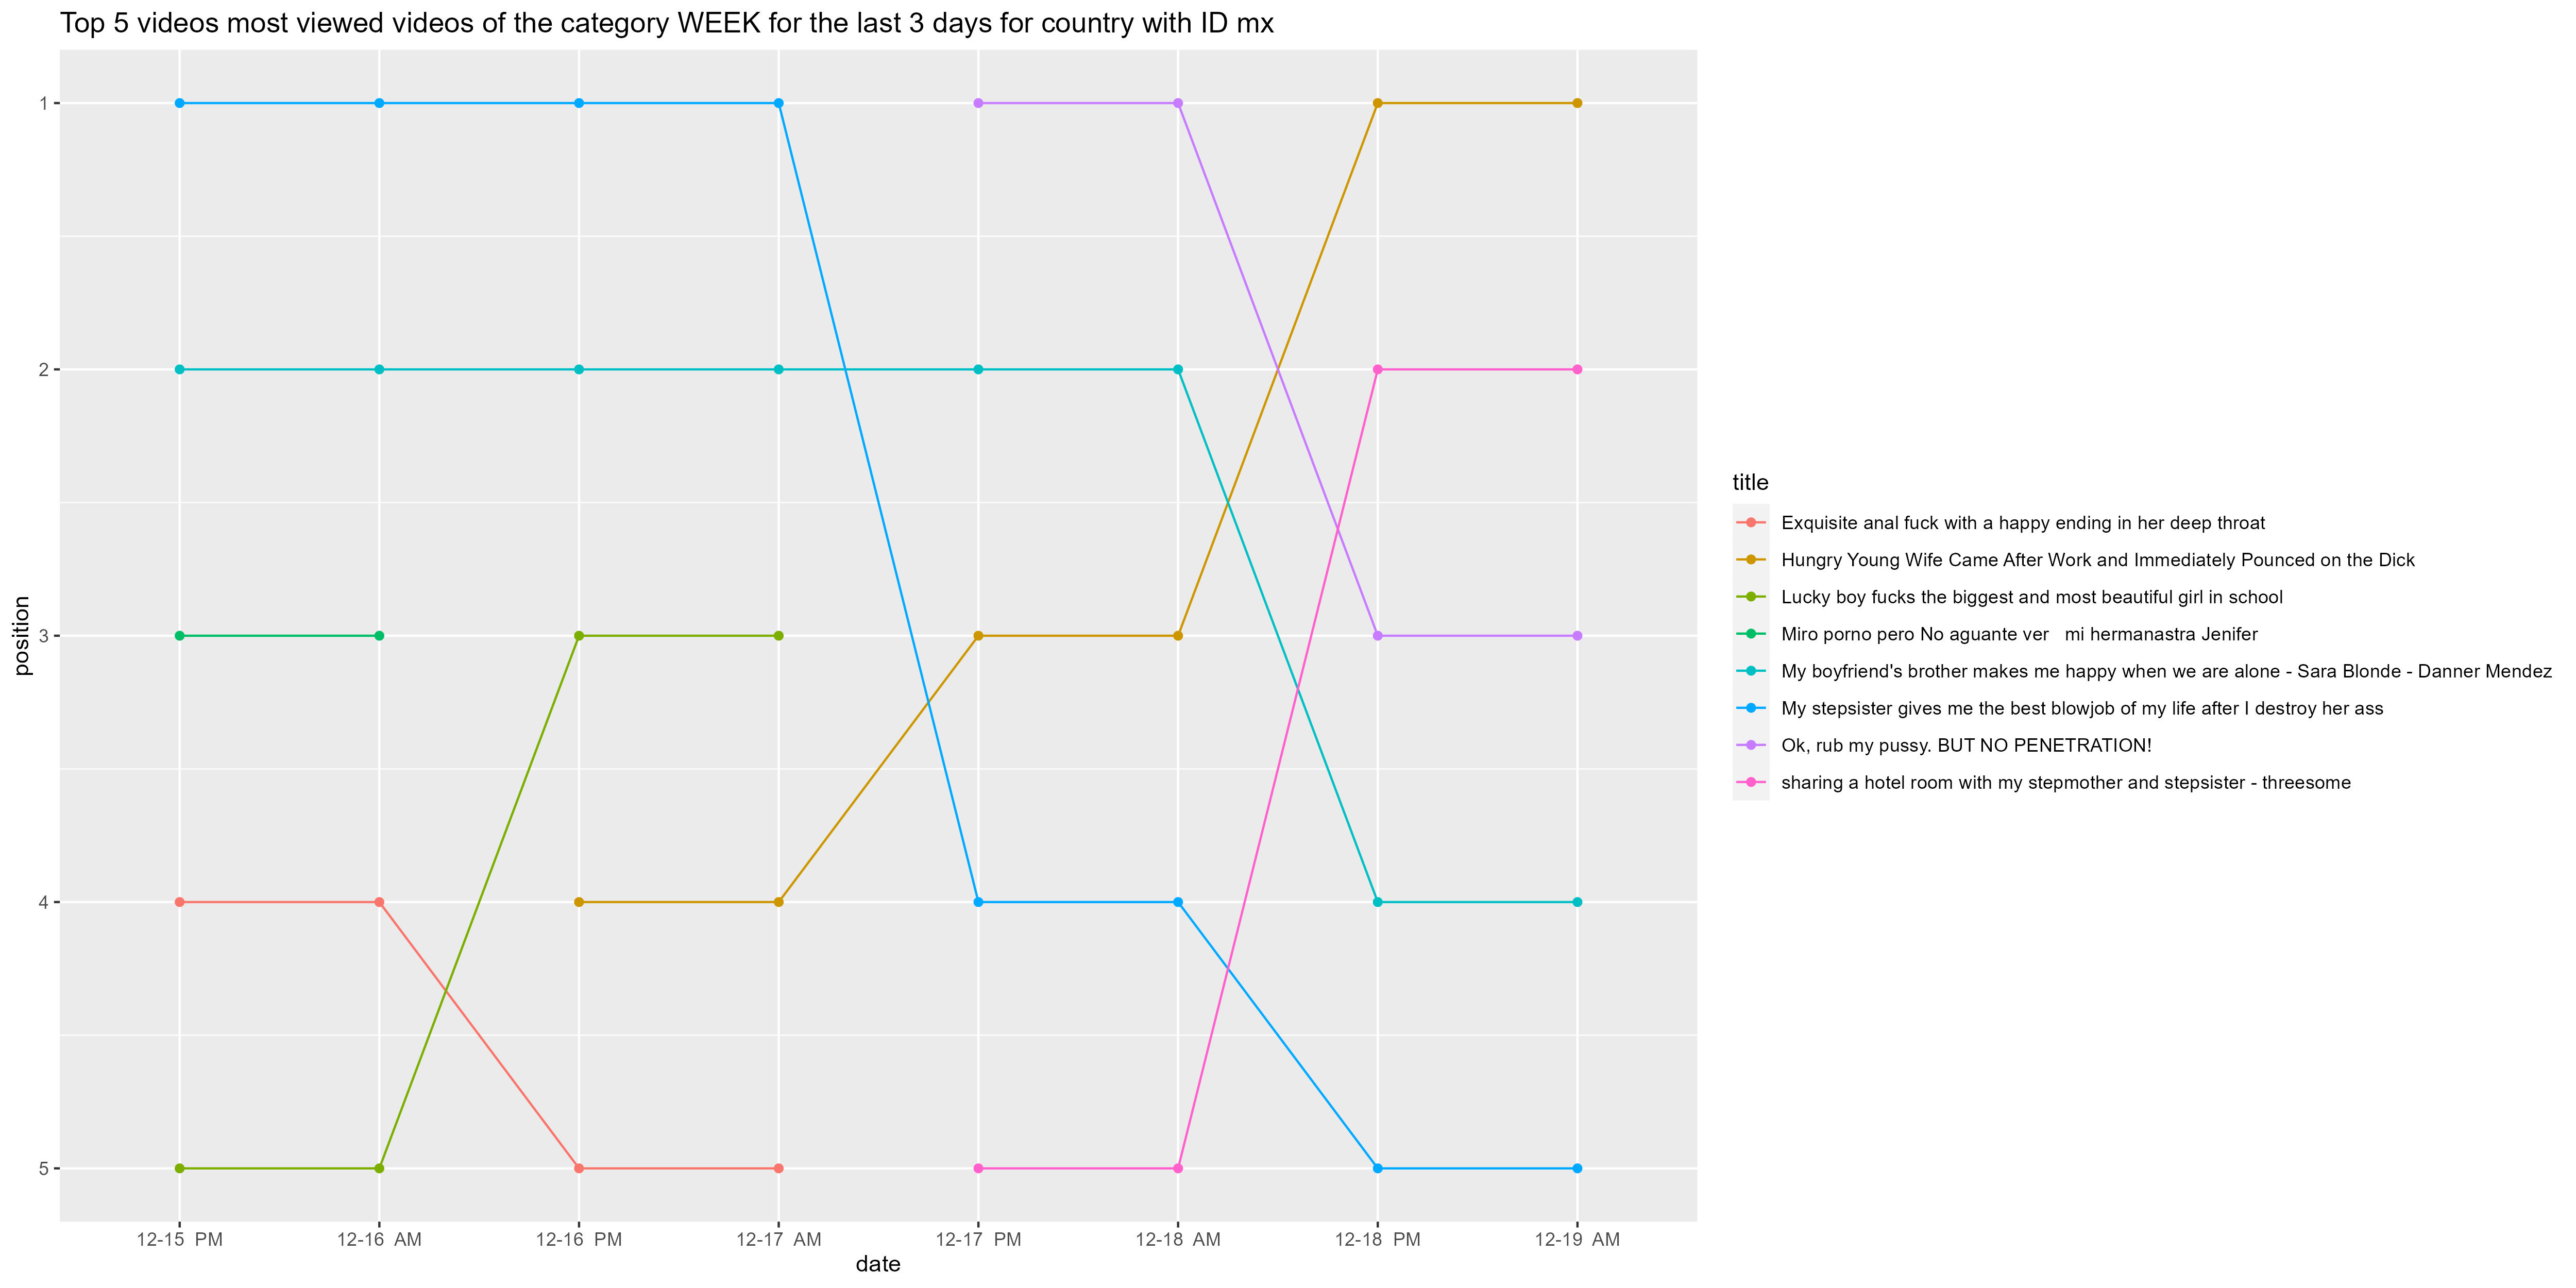 Top 5 videos most viewed videos of the category WEEK for the last 3 days for country with ID mx
position
1
2
3
4
5
12-15 PM
12-16 AM
12-16 PM
12-17 AM
12-17 PM
12-18 AM
12-18 PM
12-19 AM
date
title
Exquisite anal fuck with a happy ending in her deep throat
Hungry Young Wife Came After Work and Immediately Pounced on the Dick
Lucky boy fucks the biggest and most beautiful girl in school
Miro porno pero No aguante ver mi hermanastra Jenifer
My boyfriend's brother makes me happy when we are alone - Sara Blonde - Danner Mendez
My stepsister gives me the best blowjob of my life after I destroy her ass
Ok, rub my pussy. BUT NO PENETRATION!
sharing a hotel room with my stepmother and stepsister - threesome